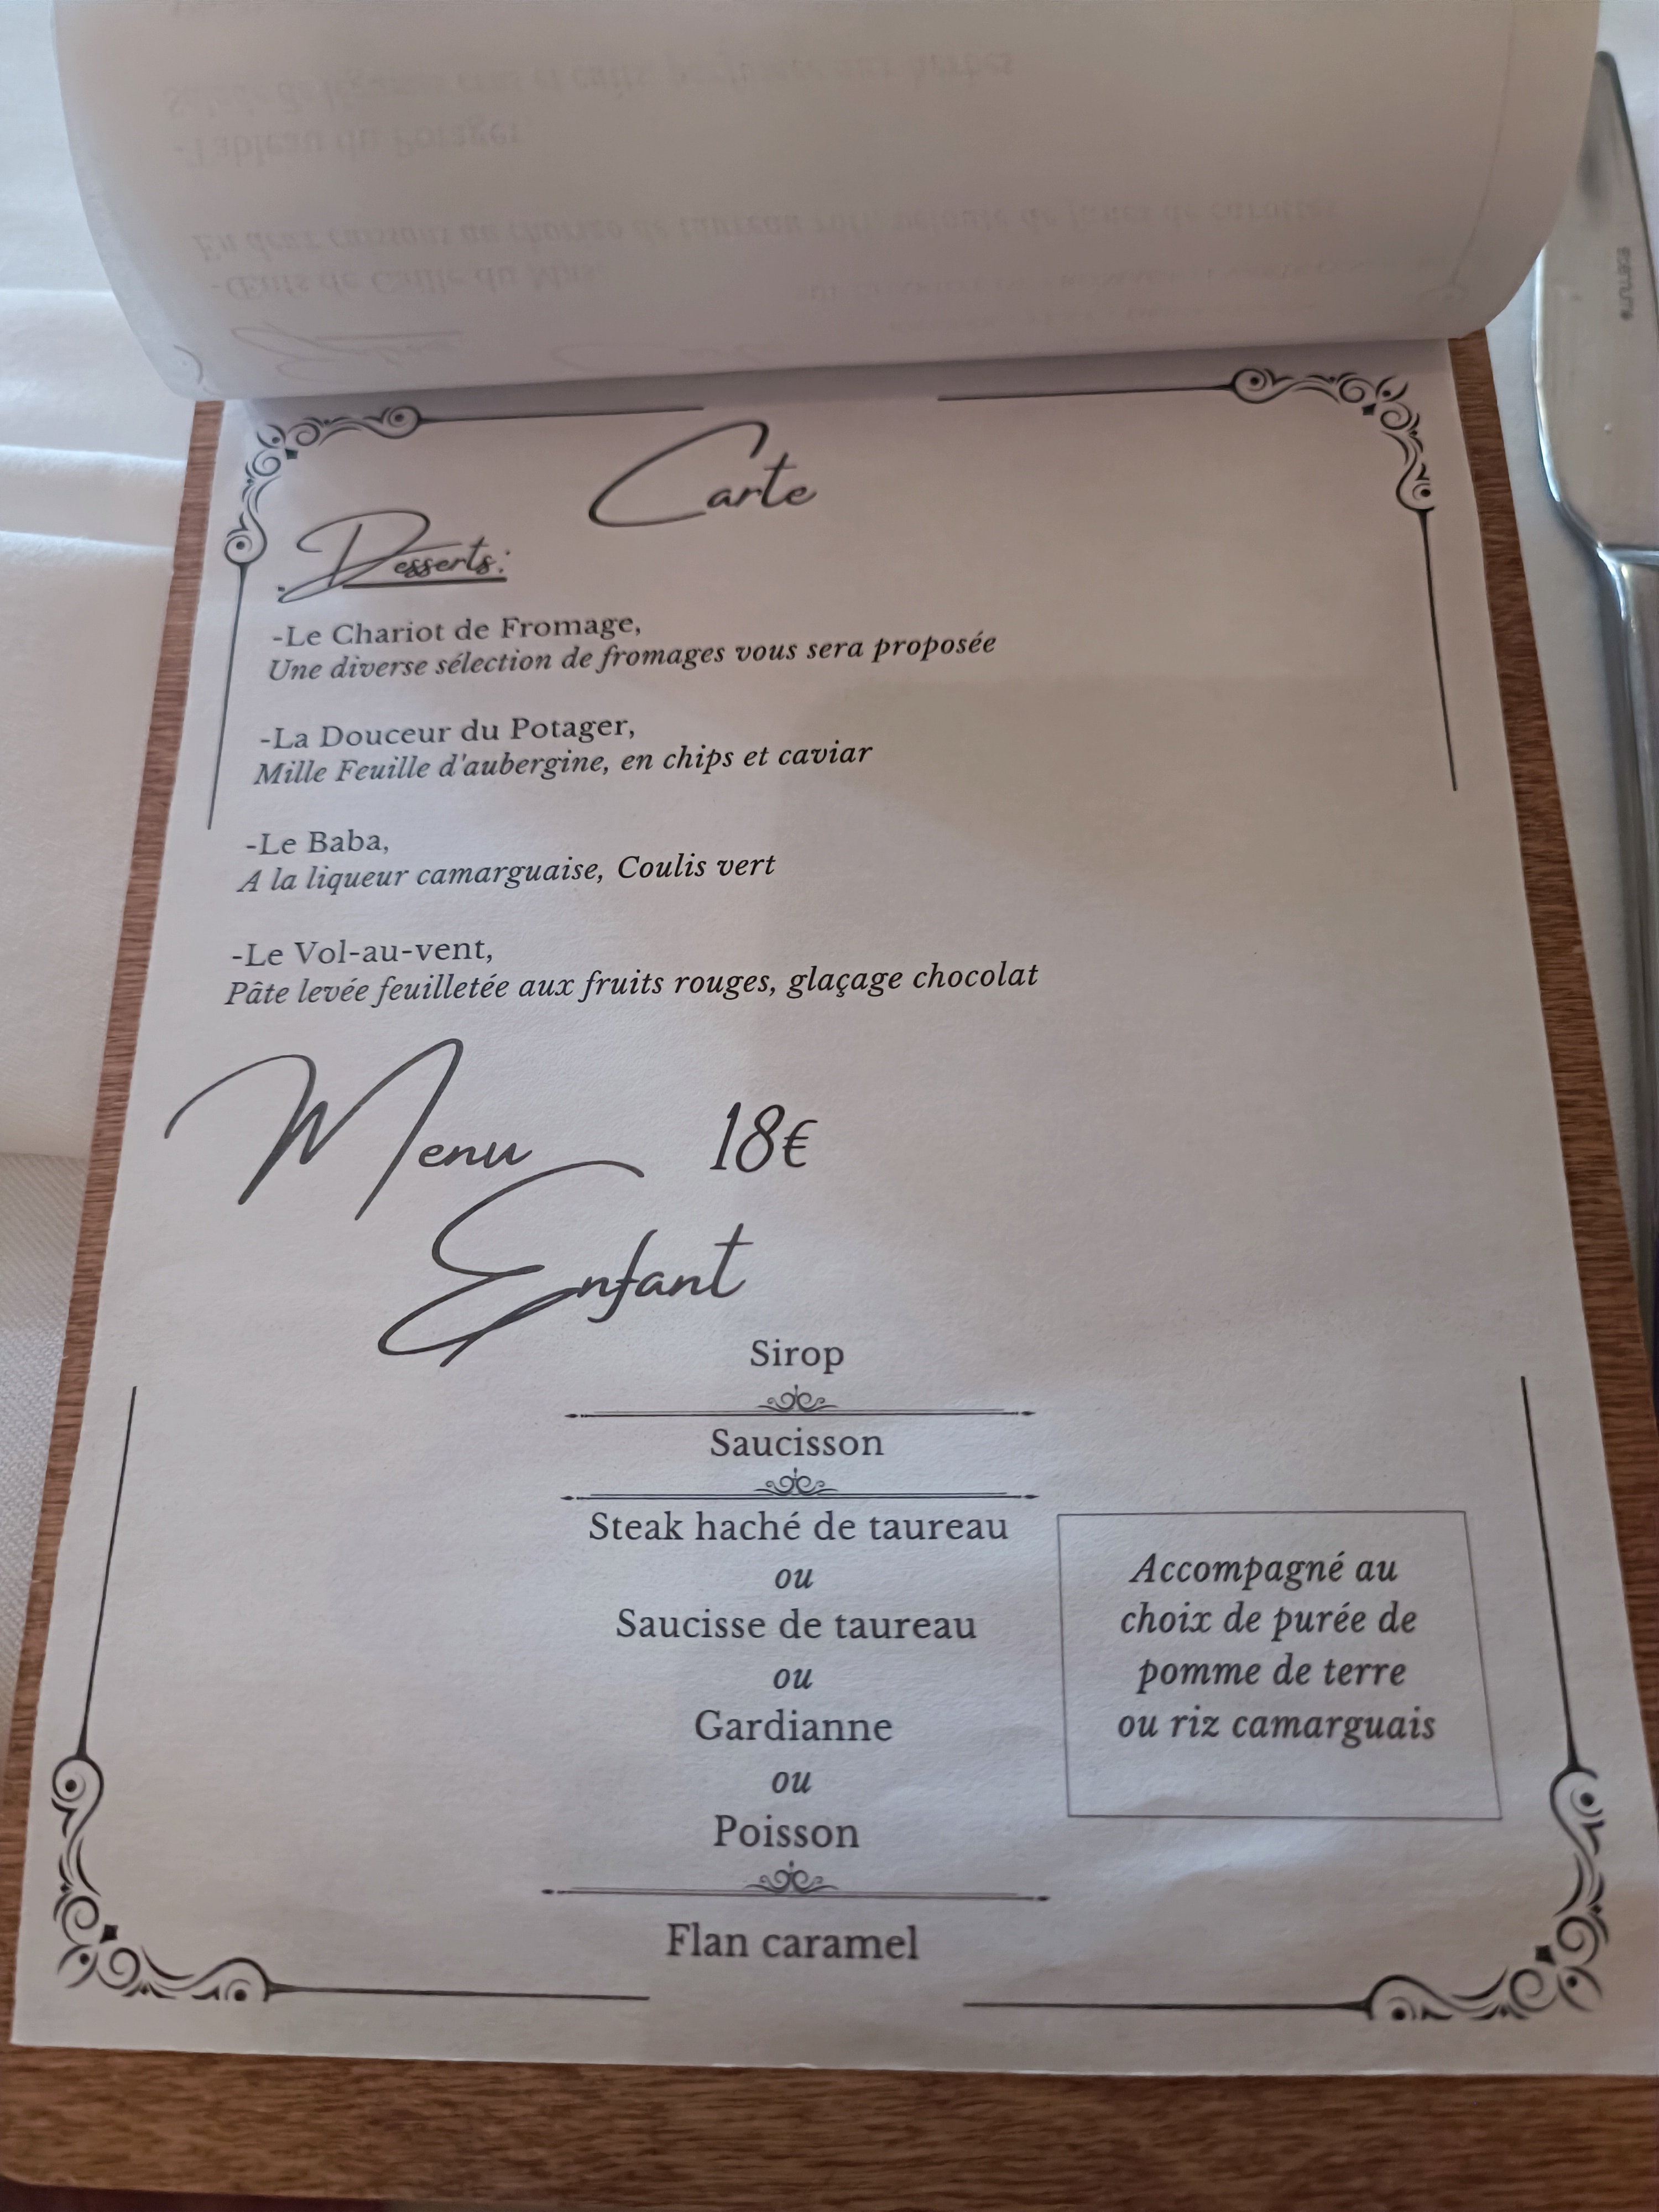 Carte
Desserts:
-Le Chariot de Fromage,
Une diverse sélection de fromages vous sera proposée
-La Douceur du Potager,
Mille Feuille d'aubergine, en chips et caviar
-Le Baba,
A la liqueur camarguaise, Coulis vert
-Le Vol-au-vent,
Pâte levée feuilletée aux fruits rouges, glaçage chocolat
Menu 18€
Enfant
Sirop
Saucisson
Steak haché de taureau
ou
Saucisse de taureau
ou
Gardianne
ou
Poisson
Accompagné au
choix de purée de
pomme de terre
ou riz camarguais
Flan caramel